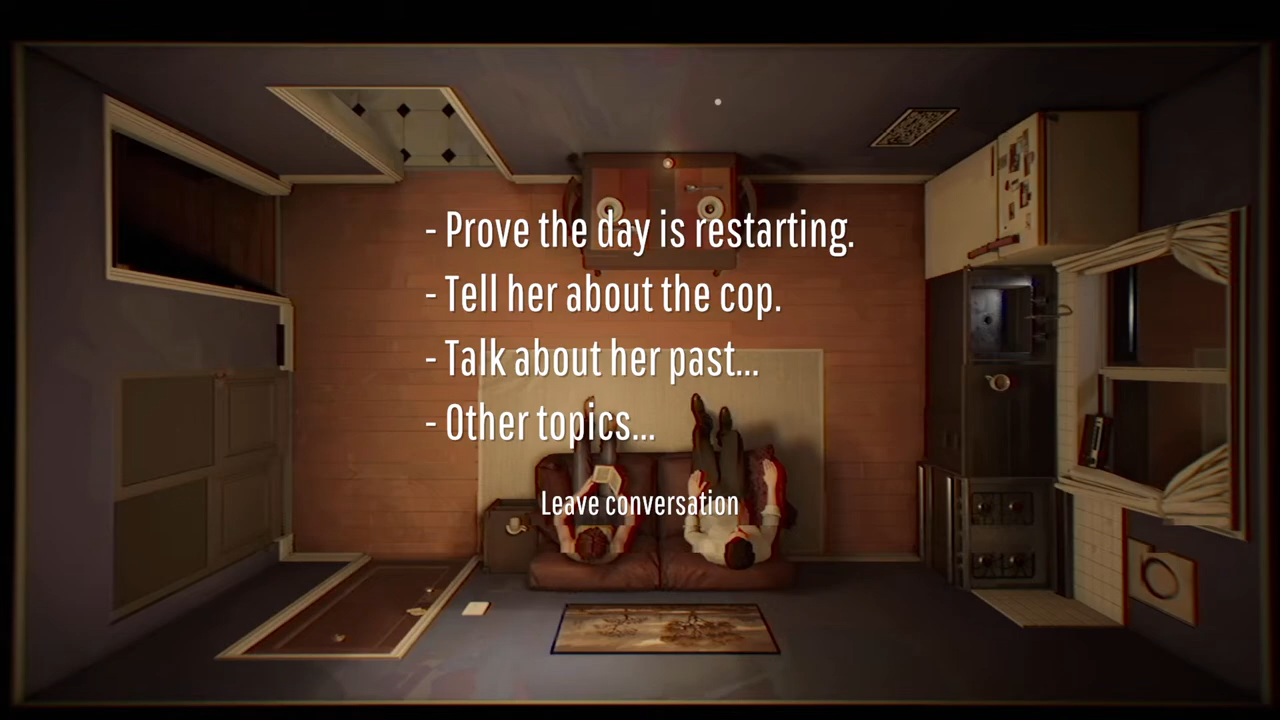 - Prove the day is restarting.
- Tell her about the cop.
- Talk about her past...
- Other topics...
Leave conversation